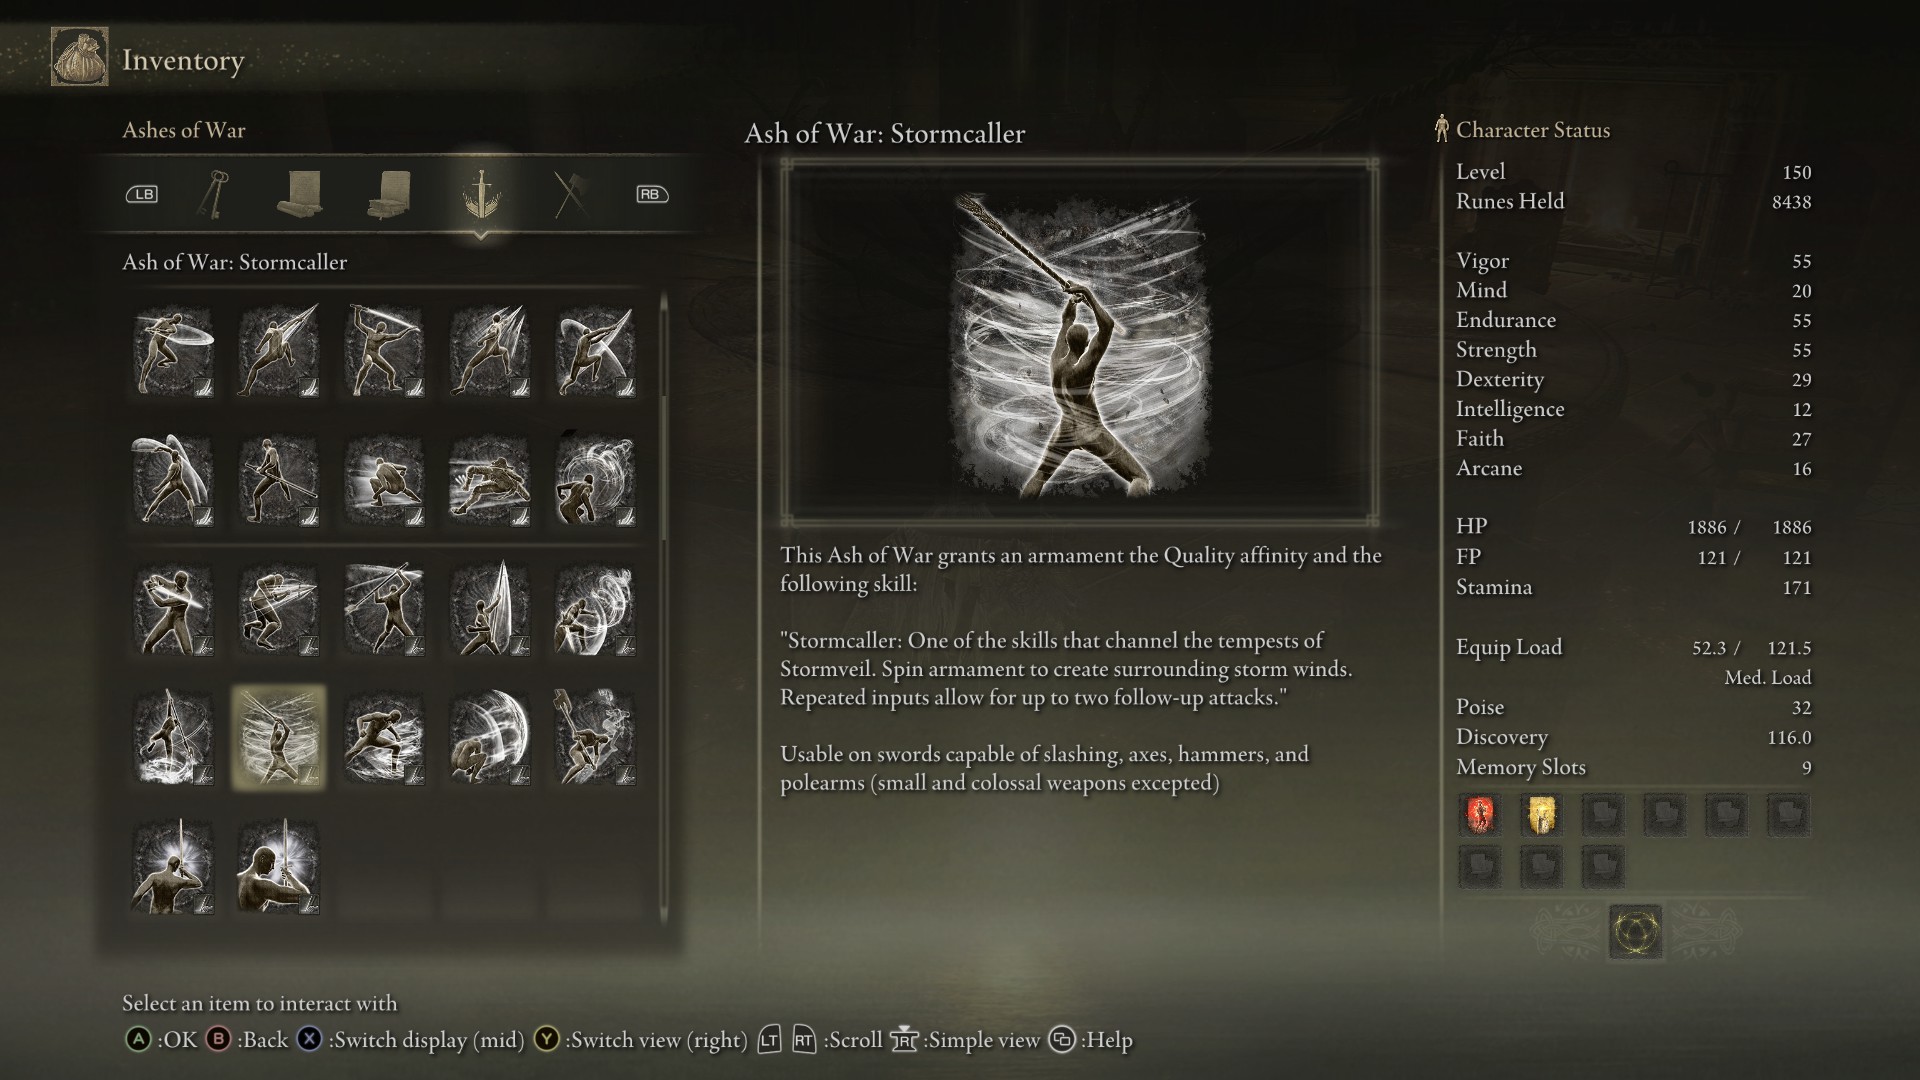 Inventory
Ashes of War
LB
RB
Ash of War: Stormcaller
Ash of War: Stormcaller
This Ash of War grants an armament the Quality affinity and the
following skill:
"Stormcaller: One of the skills that channel the tempests of
Stormveil. Spin armament to create surrounding storm winds.
Repeated inputs allow for up to two follow-up attacks."
Usable on swords capable of slashing, axes, hammers, and
polearms (small and colossal weapons excepted)
Character Status
Level 150
Runes Held 8438
Vigor 55
Mind 20
Endurance 55
Strength 55
Dexterity 29
Intelligence 12
Faith 27
Arcane 16
HP 1886 / 1886
FP 121 / 121
Stamina 171
Equip Load 52.3 / 121.5
Med. Load
Poise 32
Discovery 116.0
Memory Slots 9
Select an item to interact with
A :OK B :Back X :Switch display (mid) Y :Switch view (right) LT RT :Scroll R :Simple view :Help